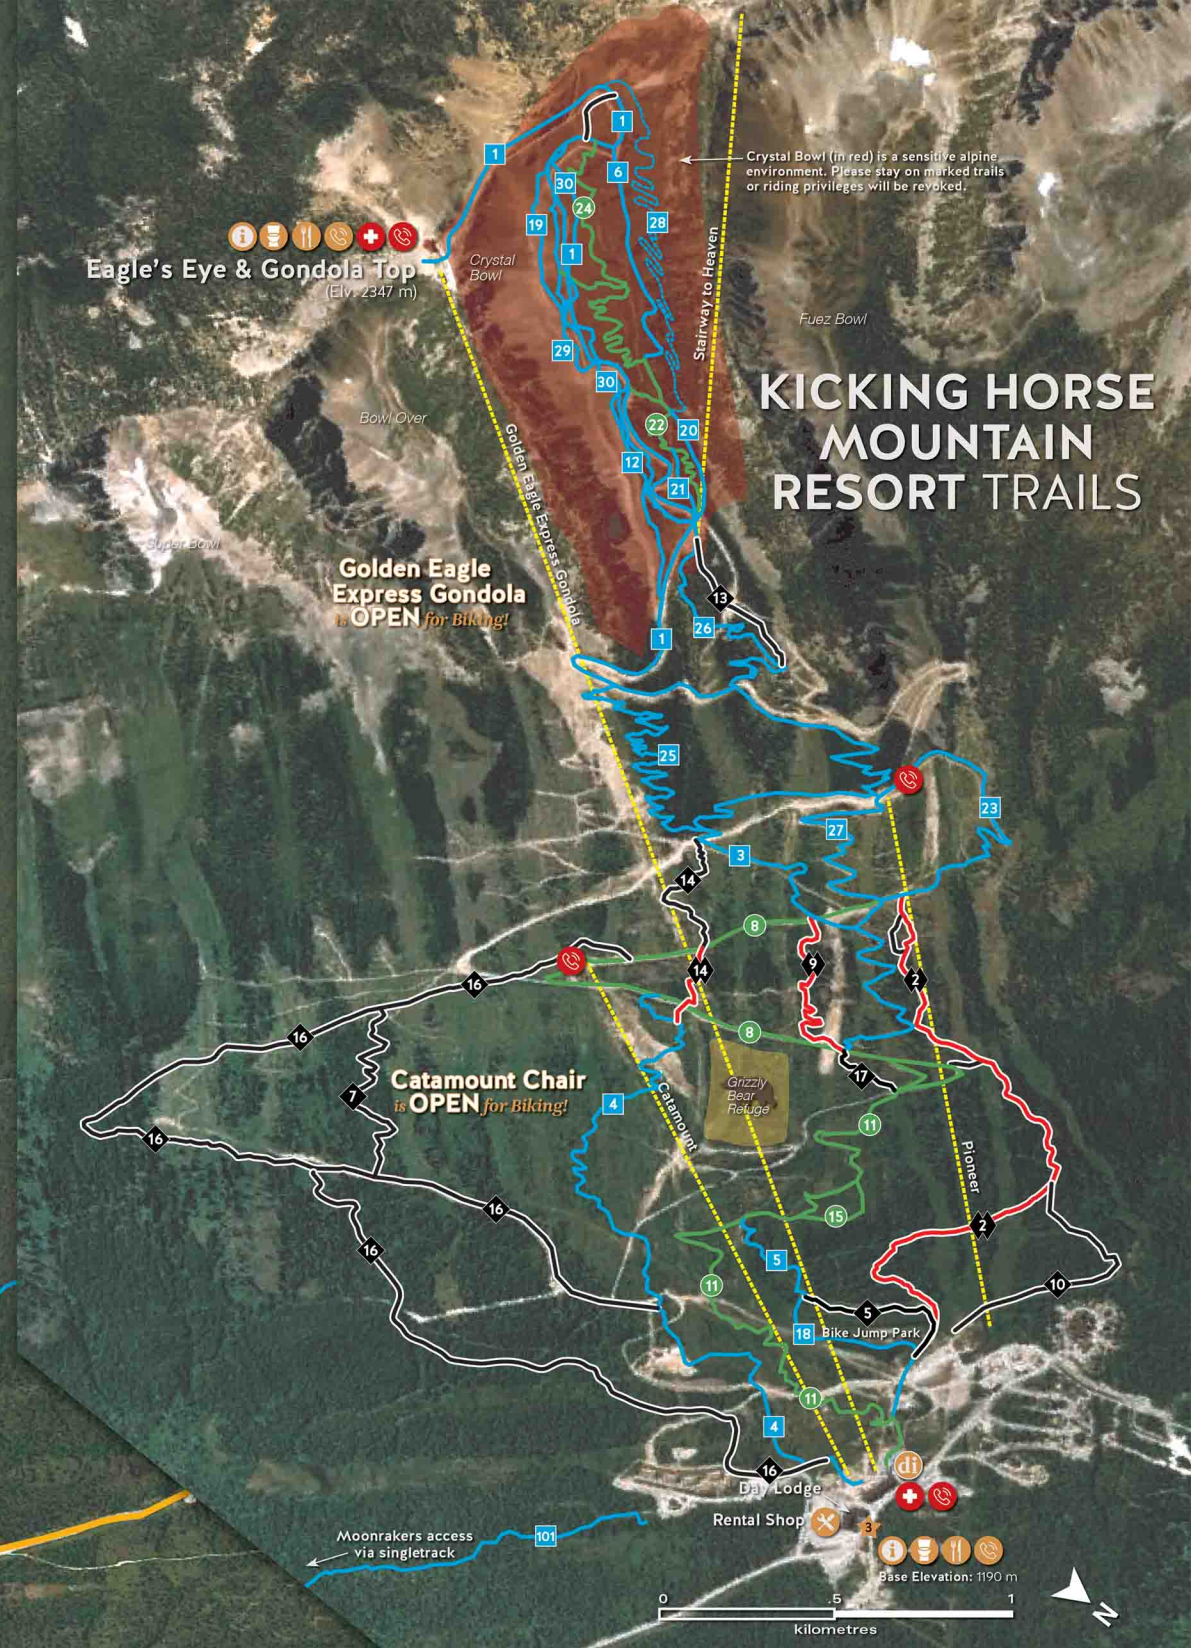 1
1
Crystal Bowl (in red) is a sensitive alpine
environment. Please stay on marked trails
or riding privileges will be revoked.
6
30
24
19
28
1
Eagle's Eye & Gondola Top
(Elv. 2347 m)
Crystal
Bowl
Stairway to Heaven
Fuez Bowl
29
30
KICKING HORSE
MOUNTAIN
RESORT TRAILS
Bowl Over
22
20
12
21
Golden Eagle Express Gondola
Super Bowl
Golden Eagle
Express Gondola
is OPEN for Biking!
13
26
1
25
23
27
3
14
8
9
14
2
16
16
8
17
Catamount Chair
is OPEN for Biking!
7
4
Grizzly
Bear
Refuge
Catamount
11
16
Pioneer
16
15
2
16
5
11
10
5
18
Bike Jump Park
11
4
di
16
Day Lodge
Rental Shop
3
Moonrakers access
via singletrack
101
Base Elevation: 1190 m
0 .5 1
kilometres
N